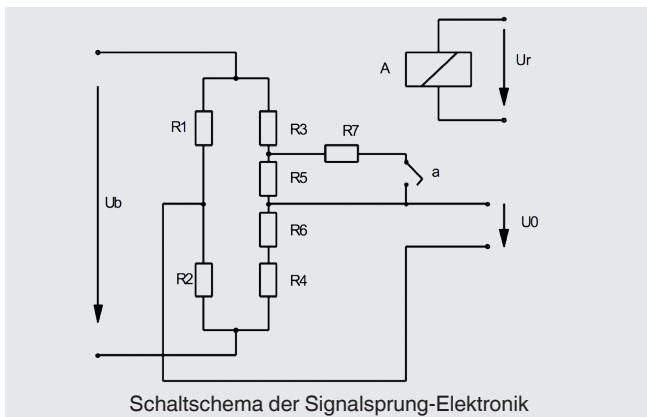 A
Ur
R1
R3
R7
R5
a
Ub
R6
U0
R2
R4
Schaltschema der Signalsprung-Elektronik